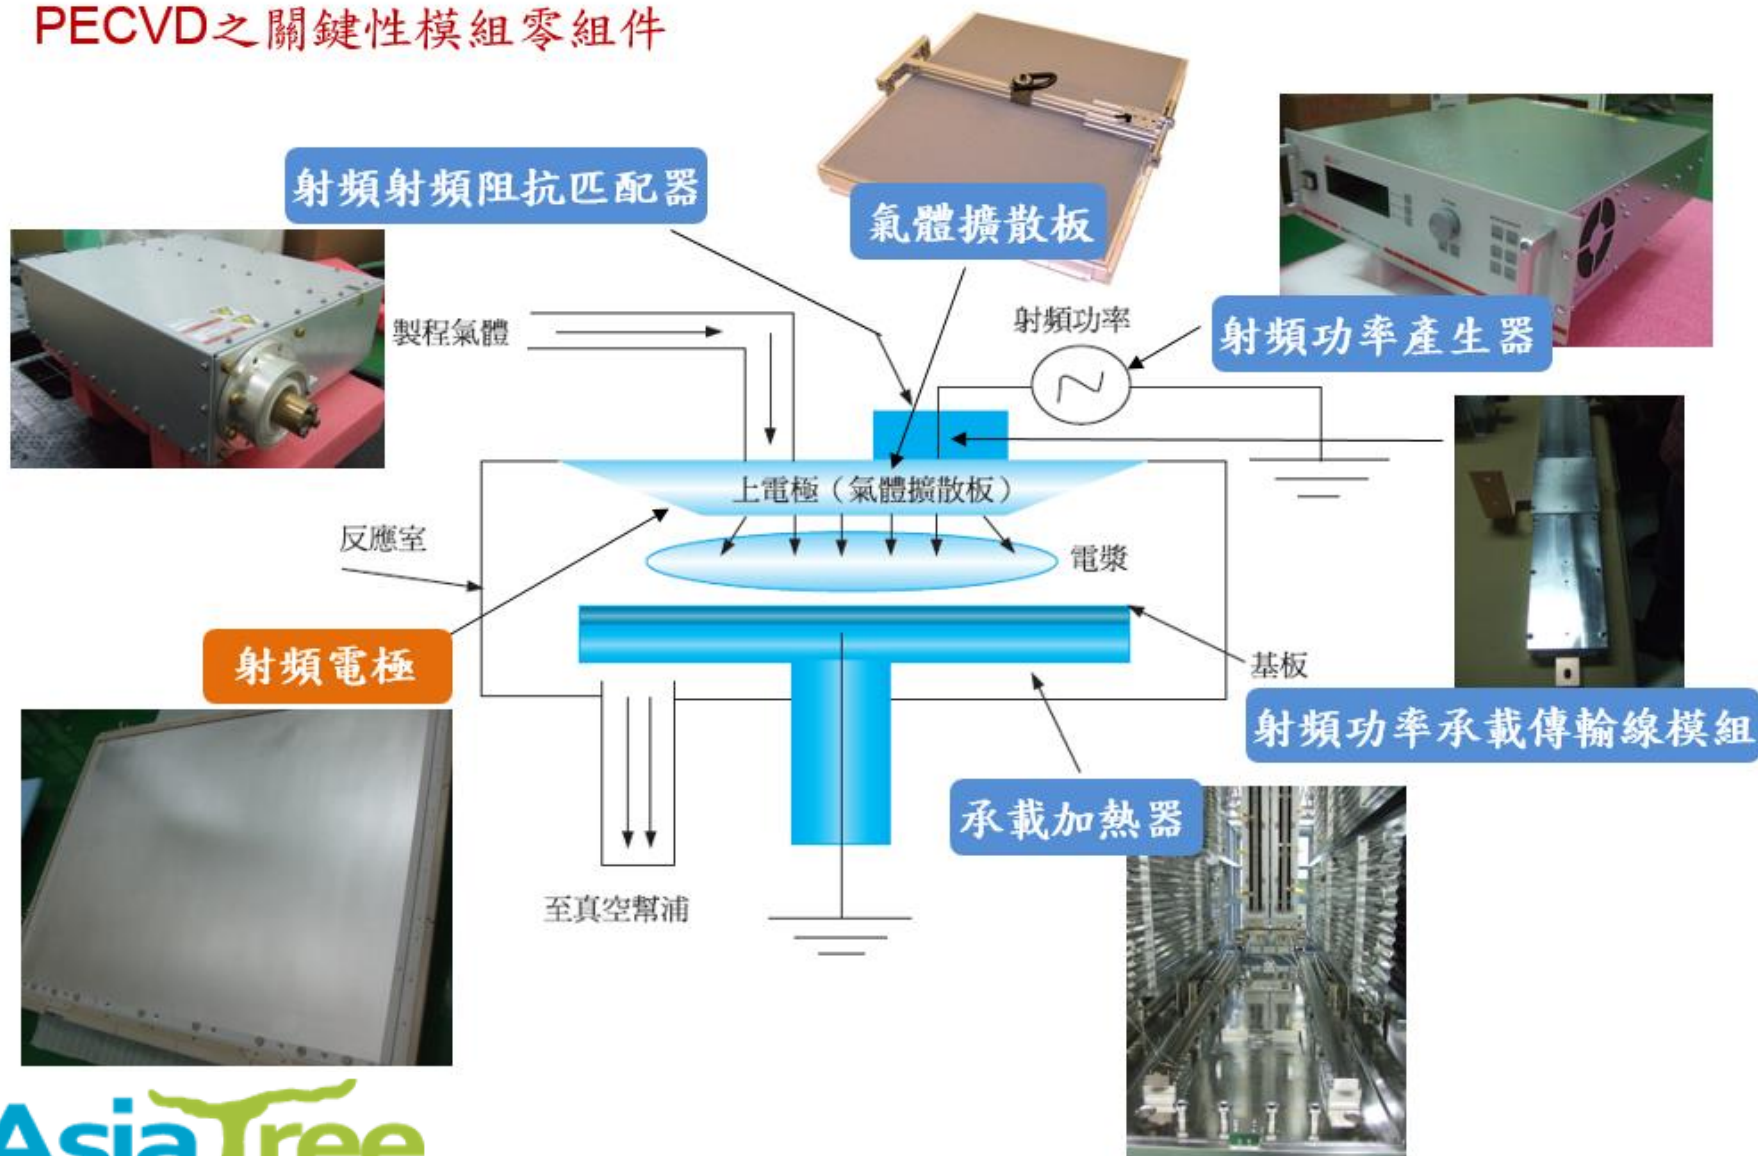 PECVD之關鍵性模組零組件
射頻射頻阻抗匹配器
氣體擴散板
製程氣體
射頻功率
射頻功率產生器
上電極（氣體擴散板）
反應室
電漿
射頻電極
基板
射頻功率承載傳輸線模組
承載加熱器
至真空幫浦
AsiaTree